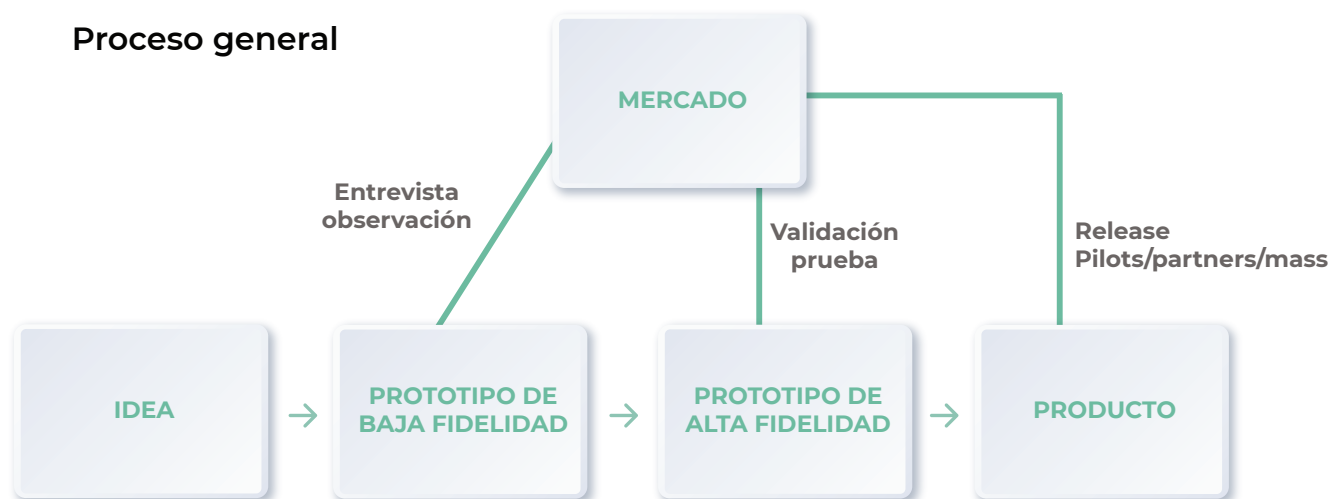 Proceso general
MERCADO
Entrevista
observación
Validación
prueba
Release
Pilots/partners/mass
IDEA
PROTOTIPO DE
BAJA FIDELIDAD
PROTOTIPO DE
ALTA FIDELIDAD
PRODUCTO